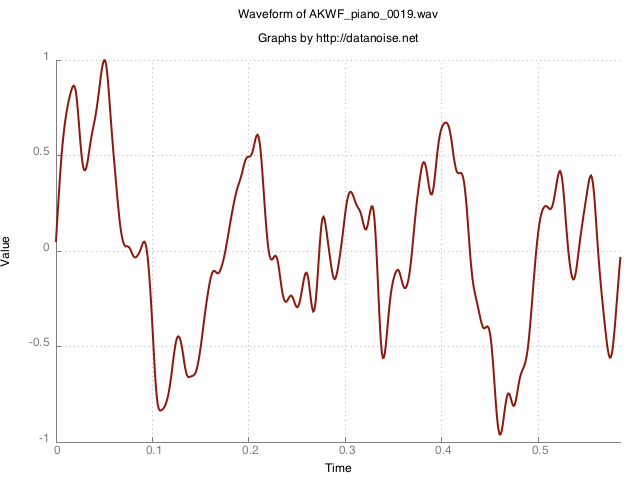 Waveform of AKWF_piano_0019.wav
Graphs by http://datanoise.net
1
0.5
0
-0.5
-1
Value
0 0.1 0.2 0.3 0.4 0.5
Time